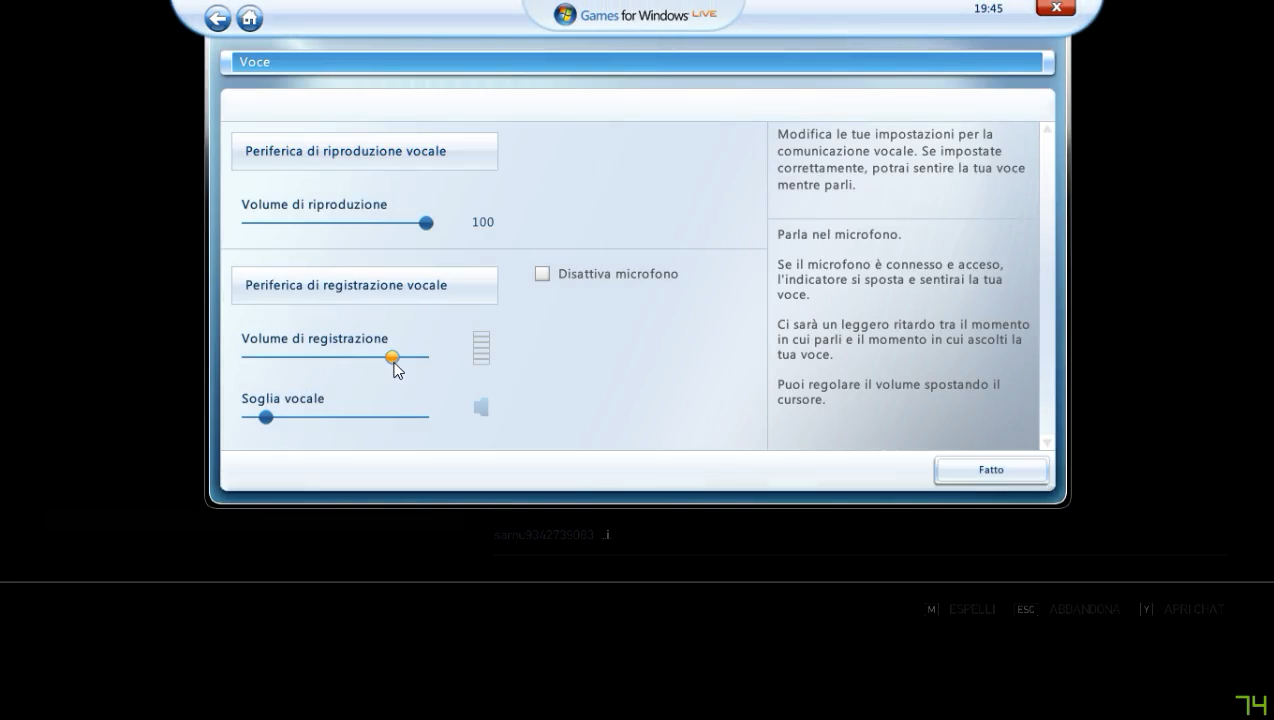 19:45
Games for Windows LIVE
Voce
Periferica di riproduzione vocale
Volume di riproduzione
100
Periferica di registrazione vocale
Disattiva microfono
Volume di registrazione
Soglia vocale
Modifica le tue impostazioni per la
comunicazione vocale. Se impostate
correttamente, potrai sentire la tua voce
mentre parli.
Parla nel microfono.
Se il microfono è connesso e acceso,
l'indicatore si sposta e sentirai la tua
voce.
Ci sarà un leggero ritardo tra il momento
in cui parli e il momento in cui ascolti la
tua voce.
Puoi regolare il volume spostando il
cursore.
Fatto
M ESPELLI ESC ABBANDONA Y APRI CHAT
74